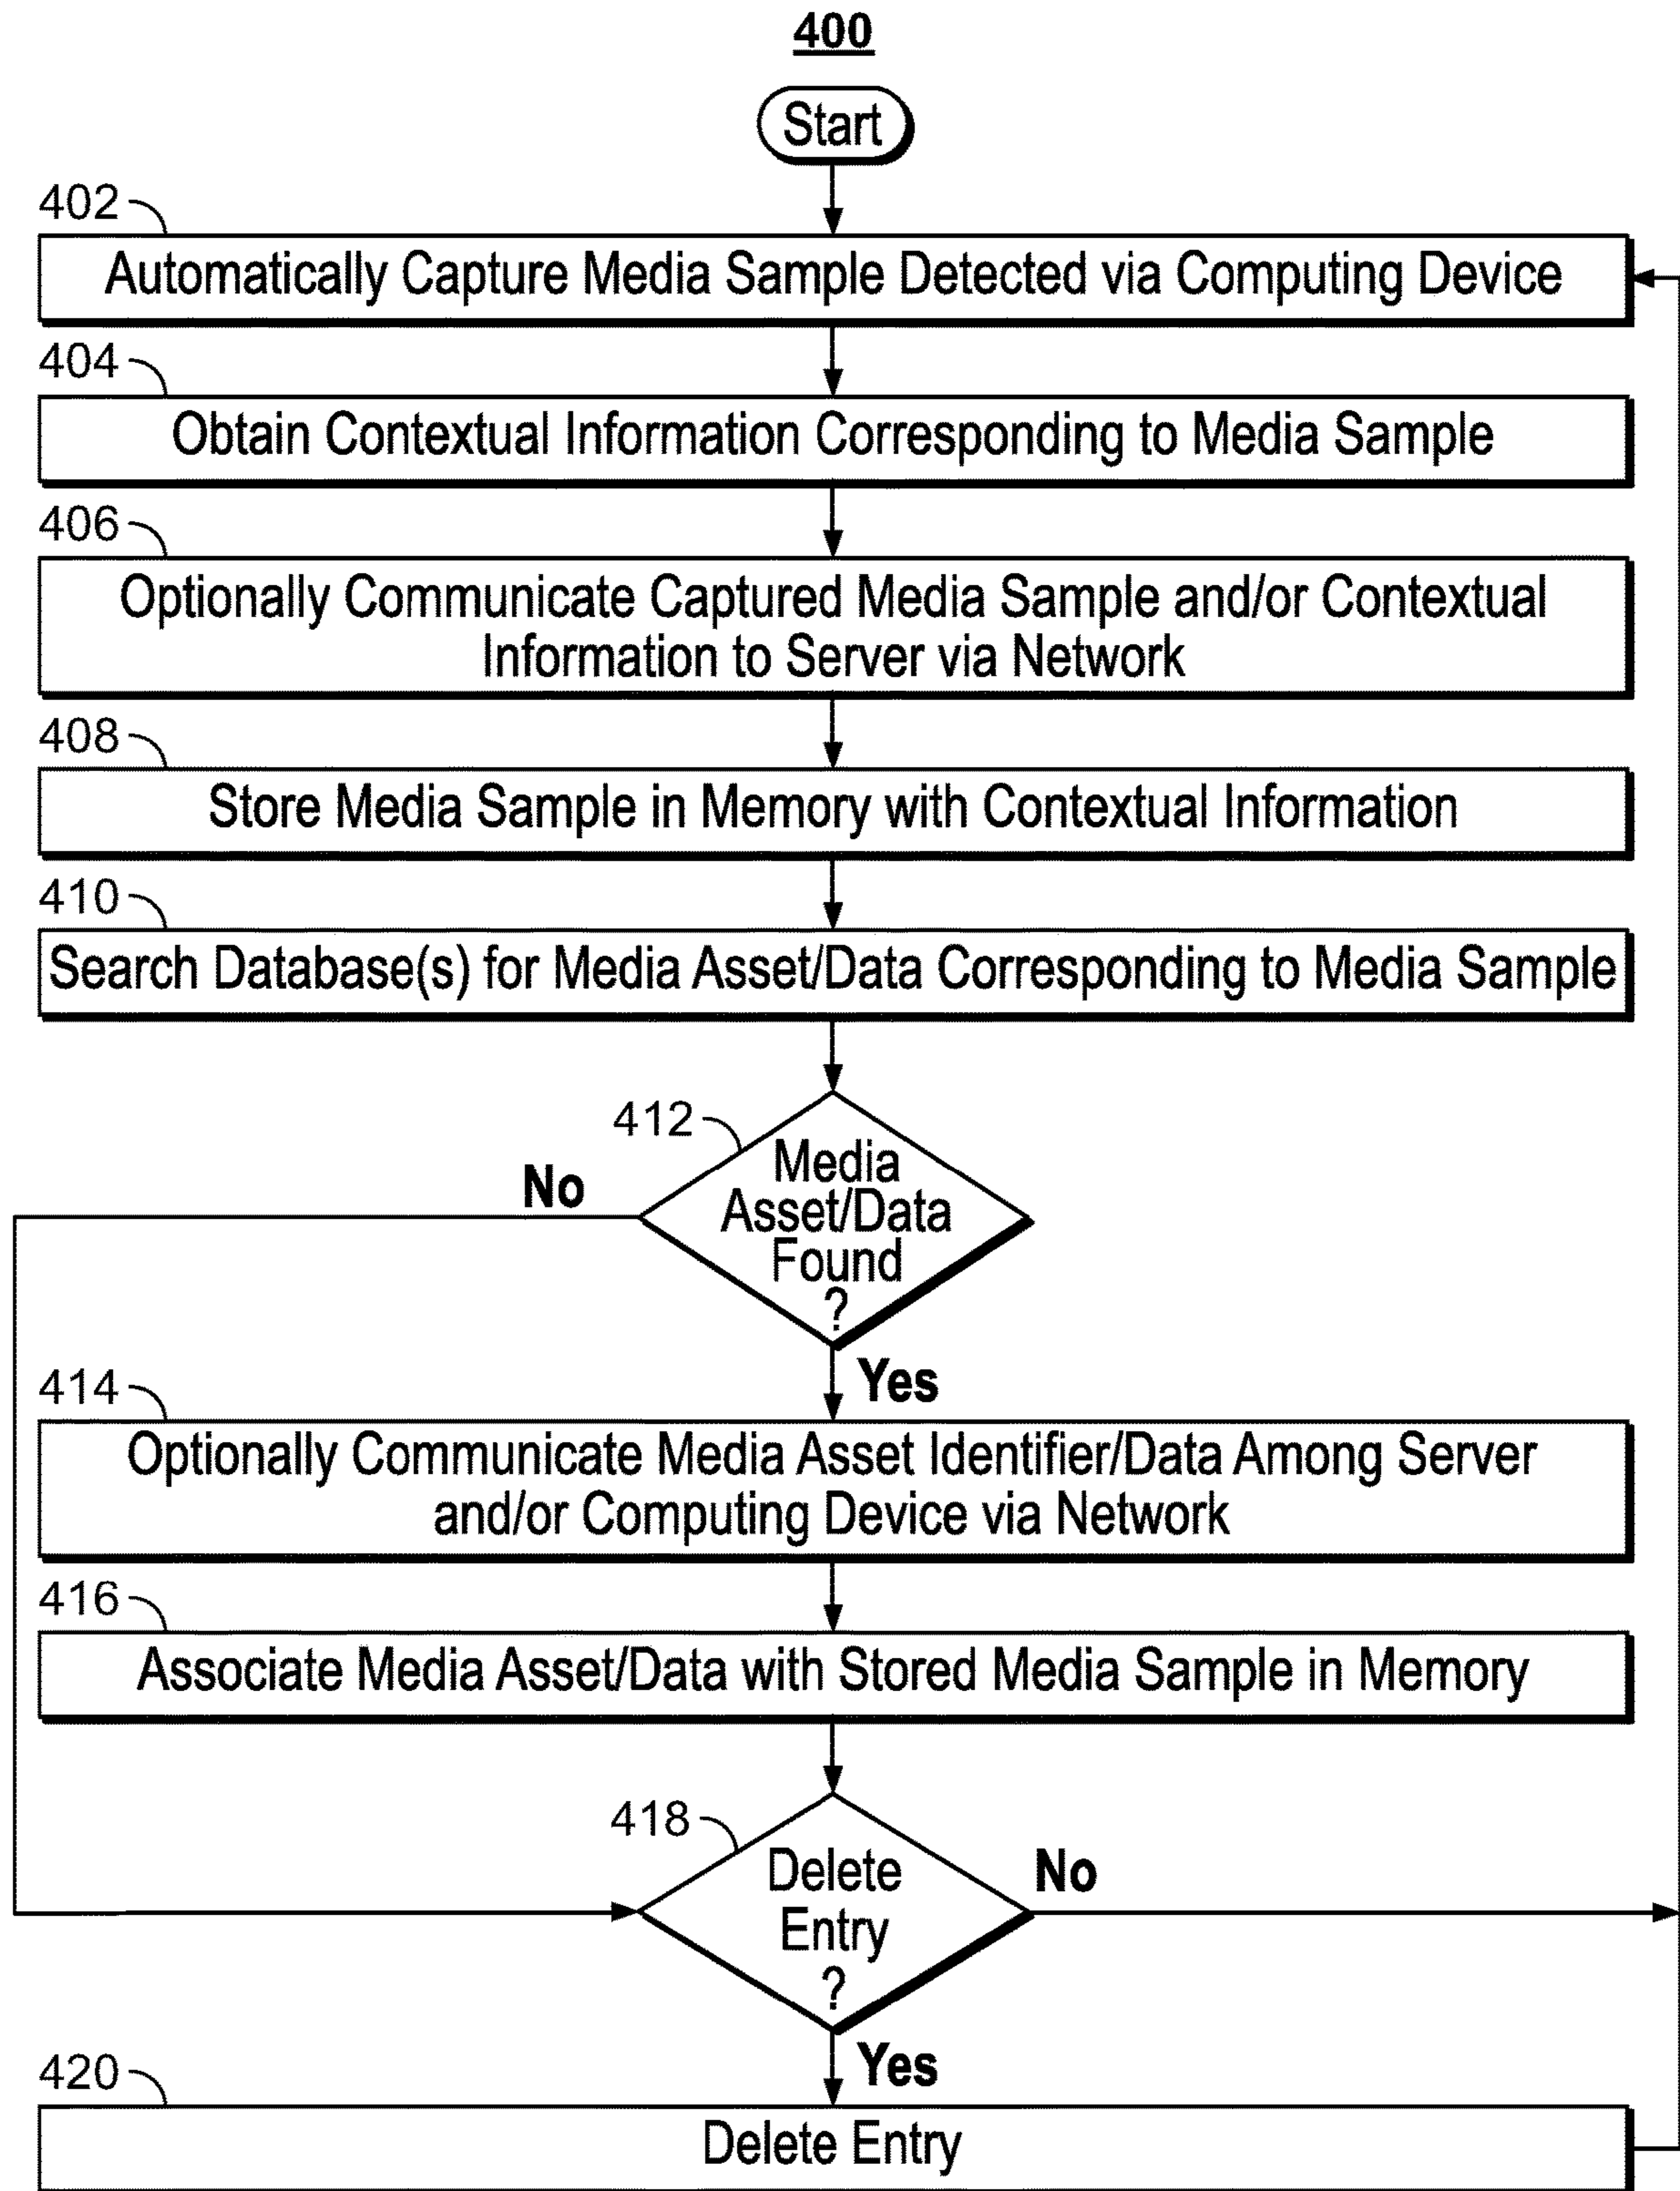 400
Start
402
Automatically Capture Media Sample Detected via Computing Device
404
Obtain Contextual Information Corresponding to Media Sample
406
Optionally Communicate Captured Media Sample and/or Contextual
Information to Server via Network
408
Store Media Sample in Memory with Contextual Information
410
Search Database(s) for Media Asset/Data Corresponding to Media Sample
412
Media
Asset/Data
Found
?
No
Yes
414
Optionally Communicate Media Asset Identifier/Data Among Server
and/or Computing Device via Network
416
Associate Media Asset/Data with Stored Media Sample in Memory
418
Delete
Entry
?
No
Yes
420
Delete Entry